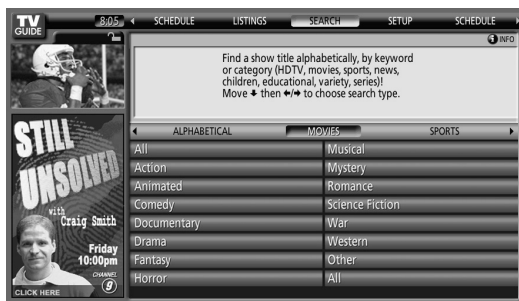 TV
GUIDE
8:05
SCHEDULE LISTINGS SEARCH SETUP SCHEDULE
INFO
Find a show title alphabetically, by keyword
or category (HDTV, movies, sports, news,
children, educational, variety, series)!
Move ↓ then ←/→ to choose search type.
ALPHABETICAL MOVIES SPORTS
All Musical
Action Mystery
Animated Romance
Comedy Science Fiction
Documentary War
Drama Western
Fantasy Other
Horror All
STILL
UNSOLVED
with
Craig Smith
Friday
10:00pm
CHANNEL
9
CLICK HERE